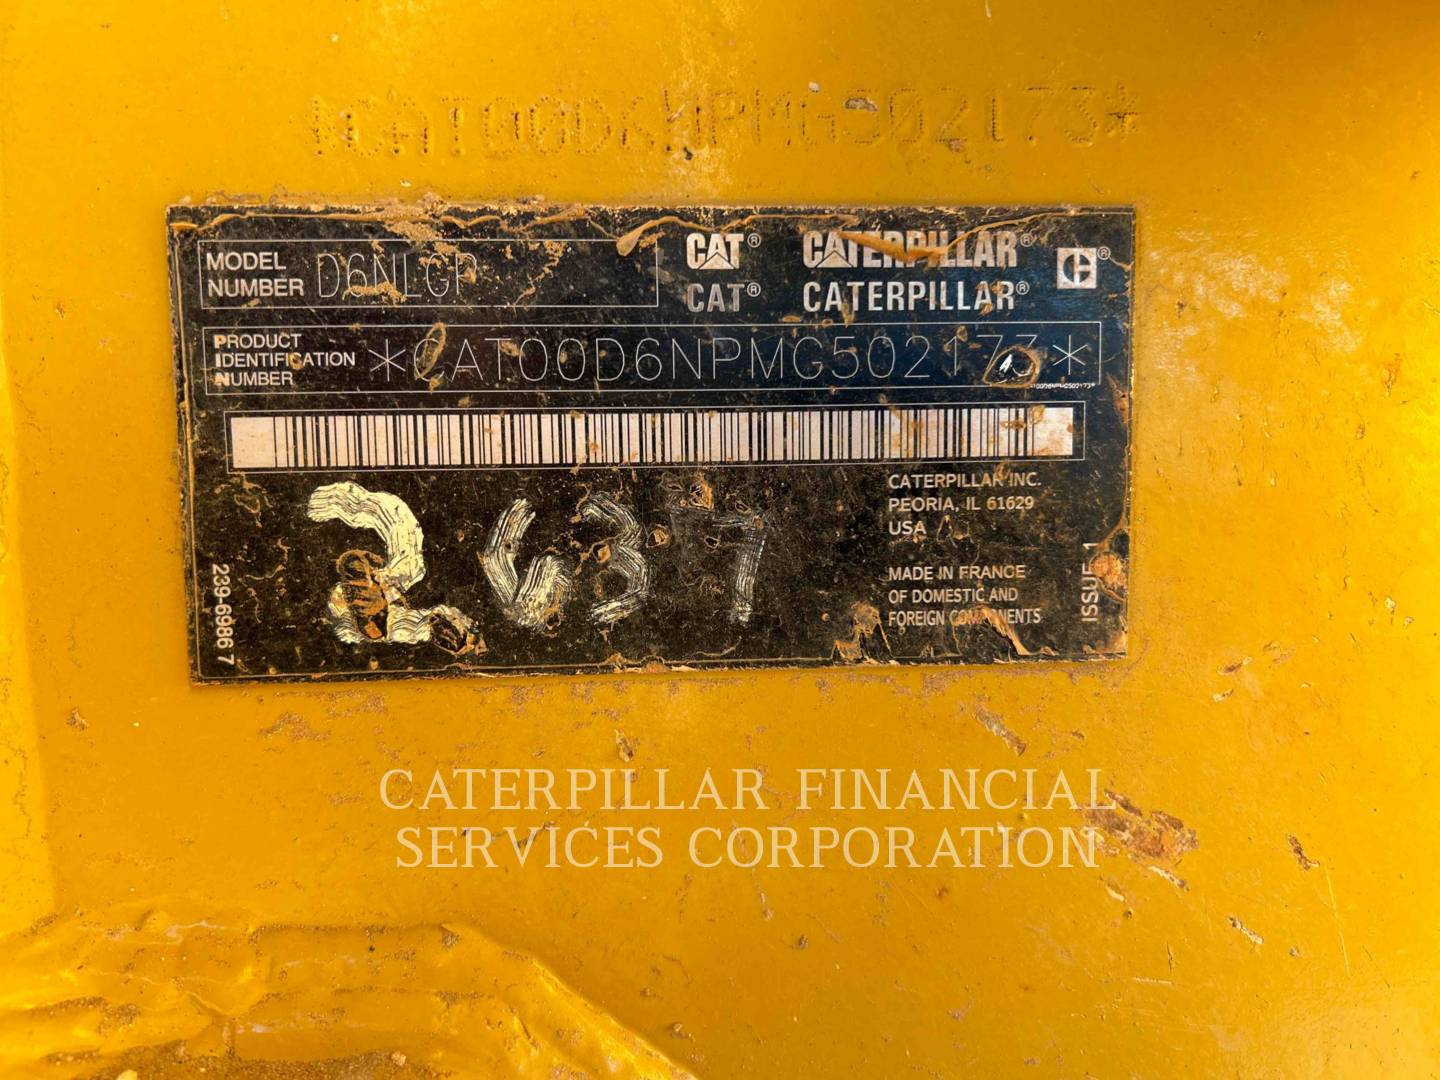 *CAT00D6NPMG502173*
MODEL NUMBER D6NLGP
CAT® CATERPILLAR®
CAT® CATERPILLAR®
PRODUCT IDENTIFICATION NUMBER *CAT00D6NPMG502173*
2637
CATERPILLAR INC.
PEORIA, IL 61629
USA
MADE IN FRANCE
OF DOMESTIC AND
FOREIGN COMPONENTS
239-6986 7
ISSUE 1
CATERPILLAR FINANCIAL
SERVICES CORPORATION